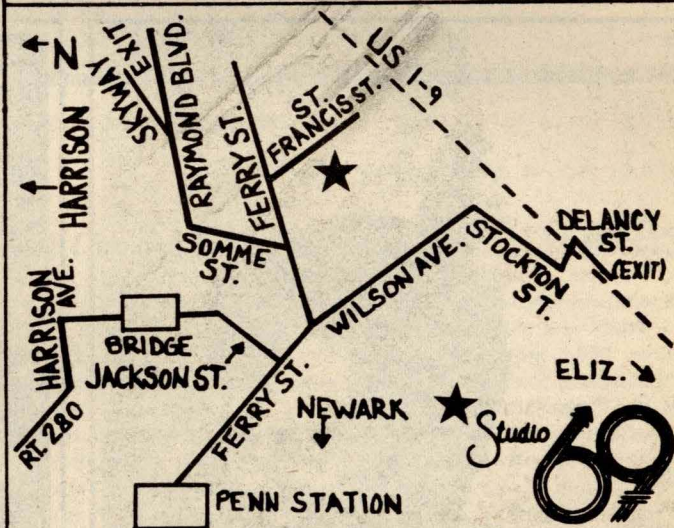 N
SKYWAY
EXIT
RAYMOND BLVD.
FERRY ST.
ST.
FRANCIS ST.
US 1-9
HARRISON
SOMME
ST.
WILSON AVE.
STOCKTON
ST.
DELANCY
ST.
(EXIT)
HARRISON
AVE.
BRIDGE
JACKSON ST.
RT. 280
FERRY ST.
NEWARK
ELIZ.
Studio
69
PENN STATION